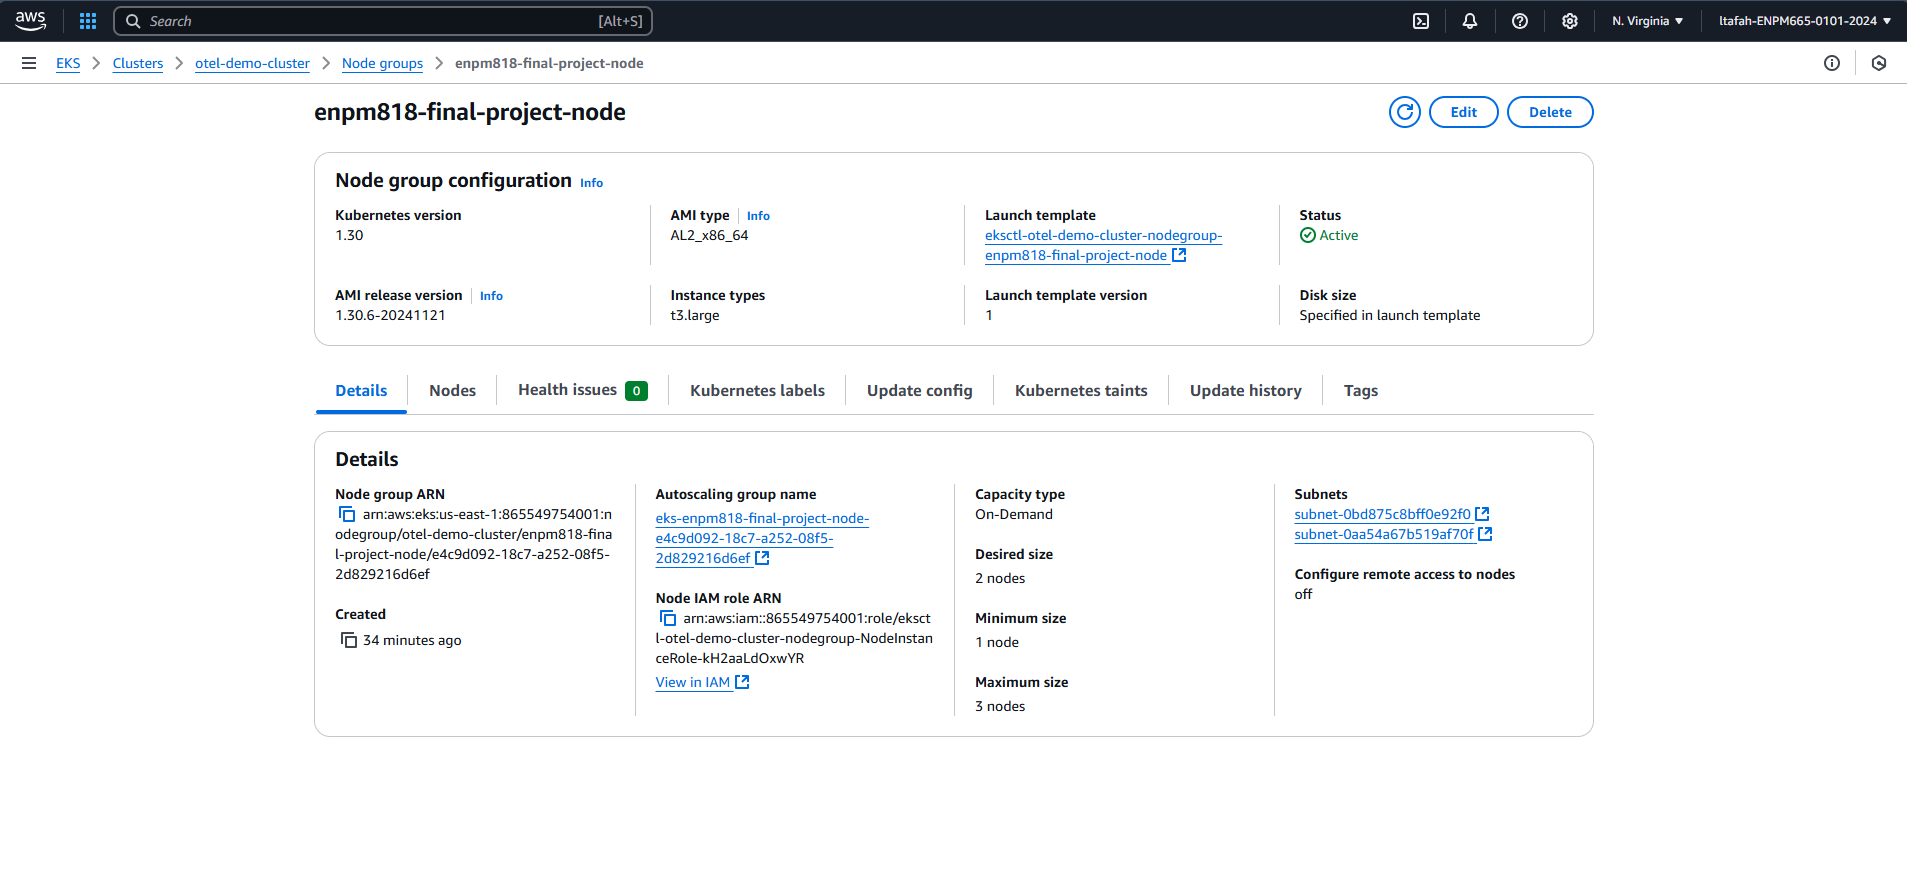 aws
Search
[Alt+S]
N. Virginia
ltafah-ENPM665-0101-2024
EKS
Clusters
otel-demo-cluster
Node groups
enpm818-final-project-node
enpm818-final-project-node
Edit
Delete
Node group configuration Info
Kubernetes version
1.30
AMI type
Info
AL2_x86_64
Launch template
eksctl-otel-demo-cluster-nodegroup-
enpm818-final-project-node
Status
Active
AMI release version
Info
1.30.6-20241121
Instance types
t3.large
Launch template version
1
Disk size
Specified in launch template
Details
Nodes
Health issues 0
Kubernetes labels
Update config
Kubernetes taints
Update history
Tags
Details
Node group ARN
arn:aws:eks:us-east-1:865549754001:n
odegroup/otel-demo-cluster/enpm818-fina
l-project-node/e4c9d092-18c7-a252-08f5-
2d829216d6ef
Created
34 minutes ago
Autoscaling group name
eks-enpm818-final-project-node-
e4c9d092-18c7-a252-08f5-
2d829216d6ef
Node IAM role ARN
arn:aws:iam::865549754001:role/eksct
l-otel-demo-cluster-nodegroup-NodeInstan
ceRole-kH2aaLdOxwYR
View in IAM
Capacity type
On-Demand
Desired size
2 nodes
Minimum size
1 node
Maximum size
3 nodes
Subnets
subnet-0bd875c8bff0e92f0
subnet-0aa54a67b519af70f
Configure remote access to nodes
off